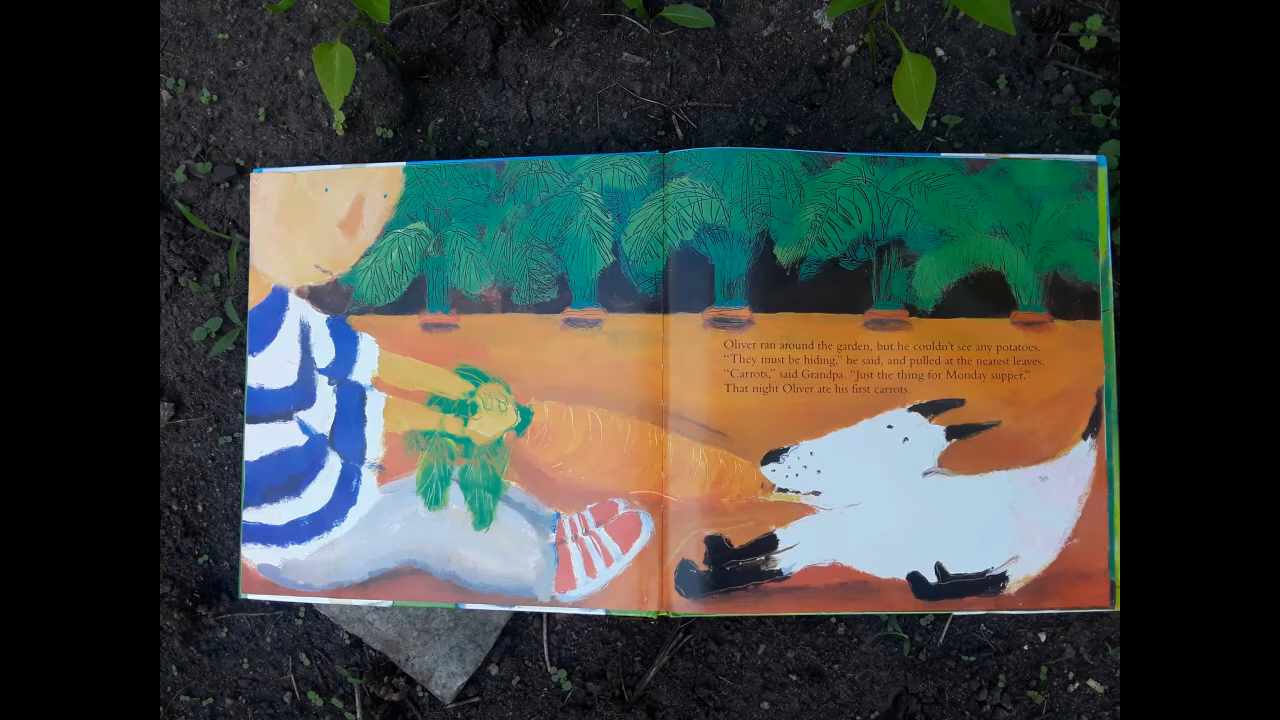 Oliver ran around the garden, but he couldn't see any potatoes.
"They must be hiding," he said, and pulled at the nearest leaves.
"Carrots," said Grandpa. "Just the thing for Monday supper."
That night Oliver ate his first carrots.